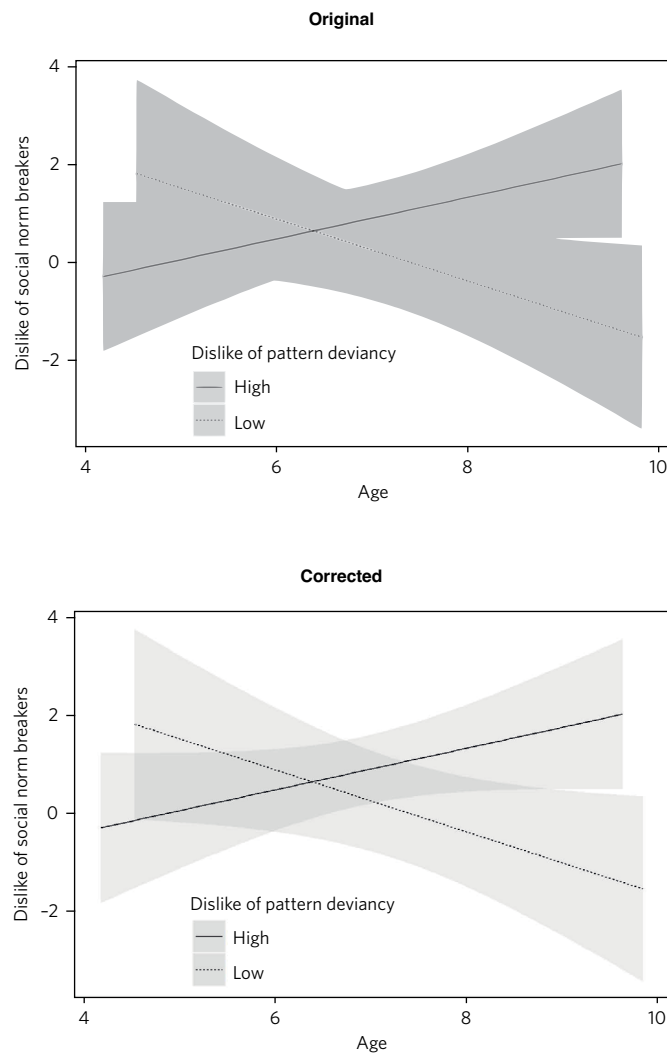 Original
4
2
0
-2
Dislike of social norm breakers
Dislike of pattern deviancy
High
Low
4 6 8 10
Age
Corrected
4
2
0
-2
Dislike of social norm breakers
Dislike of pattern deviancy
High
Low
4 6 8 10
Age